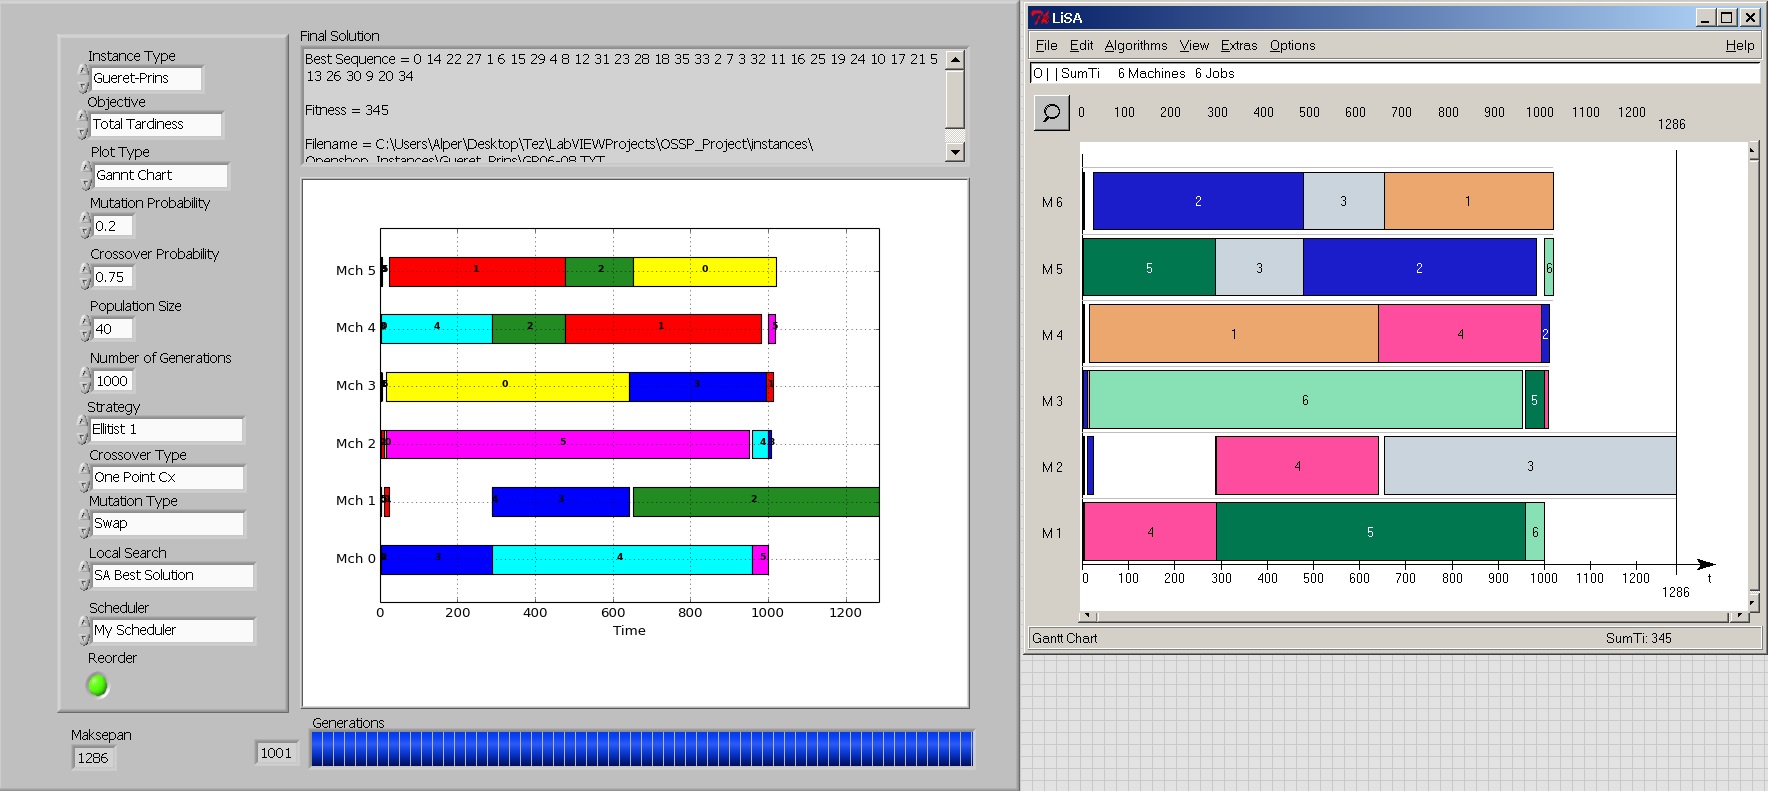 Instance Type
Gueret-Prins
Objective
Total Tardiness
Plot Type
Gannt Chart
Mutation Probability
0.2
Crossover Probability
0.75
Population Size
40
Number of Generations
1000
Strategy
Ellitist 1
Crossover Type
One Point Cx
Mutation Type
Swap
Local Search
SA Best Solution
Scheduler
My Scheduler
Reorder
Maksepan
1286
1001
Final Solution
Best Sequence = 0 14 22 27 1 6 15 29 4 8 12 31 23 28 18 35 33 2 7 3 32 11 16 25 19 24 10 17 21 5
13 26 30 9 20 34
Fitness = 345
Filename = C:\Users\Alper\Desktop\Tez\LabVIEWProjects\OSSP_Project\instances\
Openshop_Instances\Gueret_Prins\GP06-08.TXT
Mch 5 1 2 0
Mch 4 4 2 1 5
Mch 3 0 3
Mch 2 5 4 3
Mch 1 3 2
Mch 0 3 4 5
0 200 400 600 800 1000 1200
Time
Generations
LiSA
File Edit Algorithms View Extras Options Help
O | | SumTi 6 Machines 6 Jobs
0 100 200 300 400 500 600 700 800 900 1000 1100 1200
1286
M 6 2 3 1
M 5 5 3 2 6
M 4 1 4 2
M 3 6 5
M 2 4 3
M 1 4 5 6
0 100 200 300 400 500 600 700 800 900 1000 1100 1200 t
1286
Gantt Chart SumTi: 345